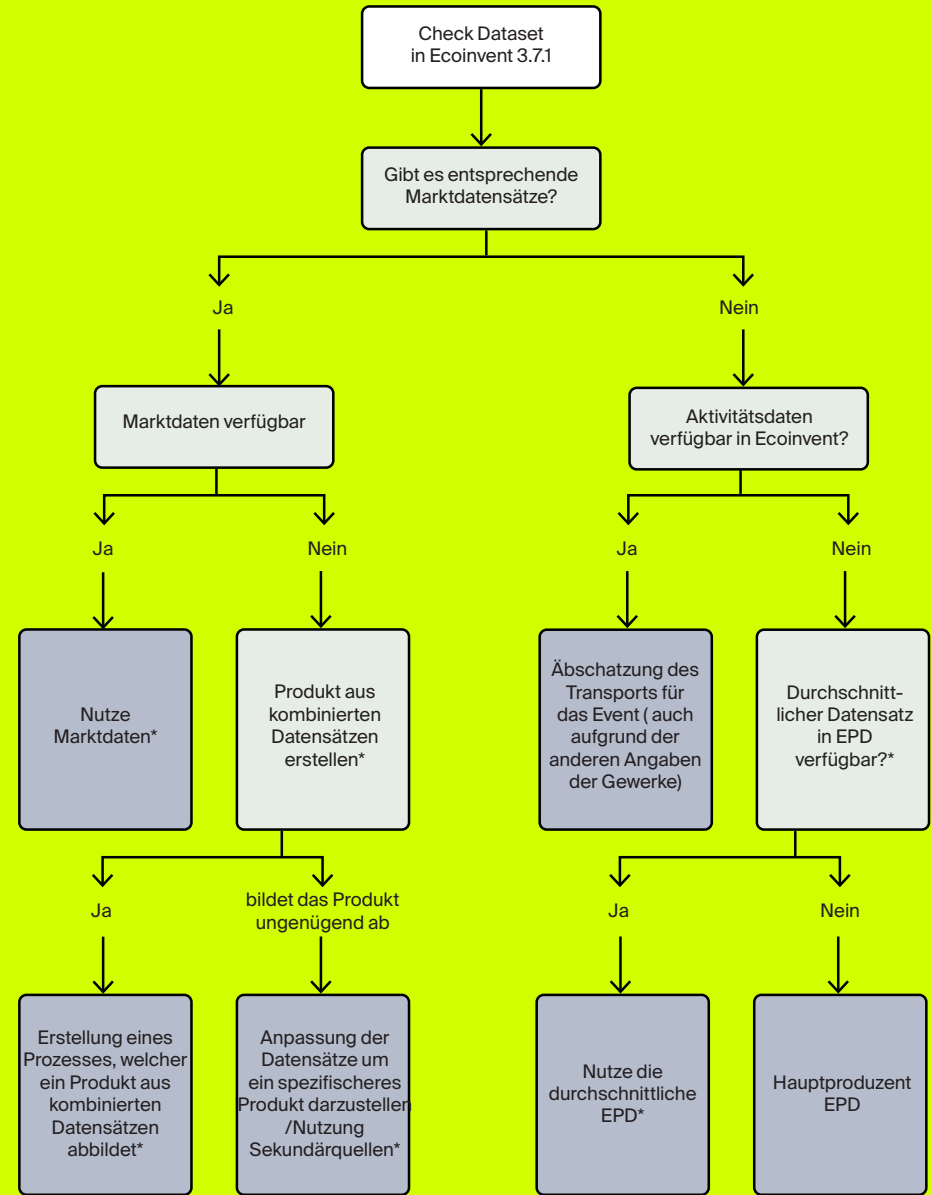 Check Dataset
in Ecoinvent 3.7.1
Gibt es entsprechende
Marktdatensätze?
Ja
Nein
Marktdaten verfügbar
Aktivitätsdaten
verfügbar in Ecoinvent?
Ja
Nein
Ja
Nein
Nutze
Marktdaten*
Produkt aus
kombinierten
Datensätzen
erstellen*
Äbschatzung des
Transports für
das Event ( auch
aufgrund der
anderen Angaben
der Gewerke)
Durchschnitt-
licher Datensatz
in EPD
verfügbar?*
Ja
bildet das Produkt
ungenügend ab
Ja
Nein
Erstellung eines
Prozesses, welcher
ein Produkt aus
kombinierten
Datensätzen
abbildet*
Anpassung der
Datensätze um
ein spezifischeres
Produkt darzustellen
/Nutzung
Sekundärquellen*
Nutze die
durchschnittliche
EPD*
Hauptproduzent
EPD